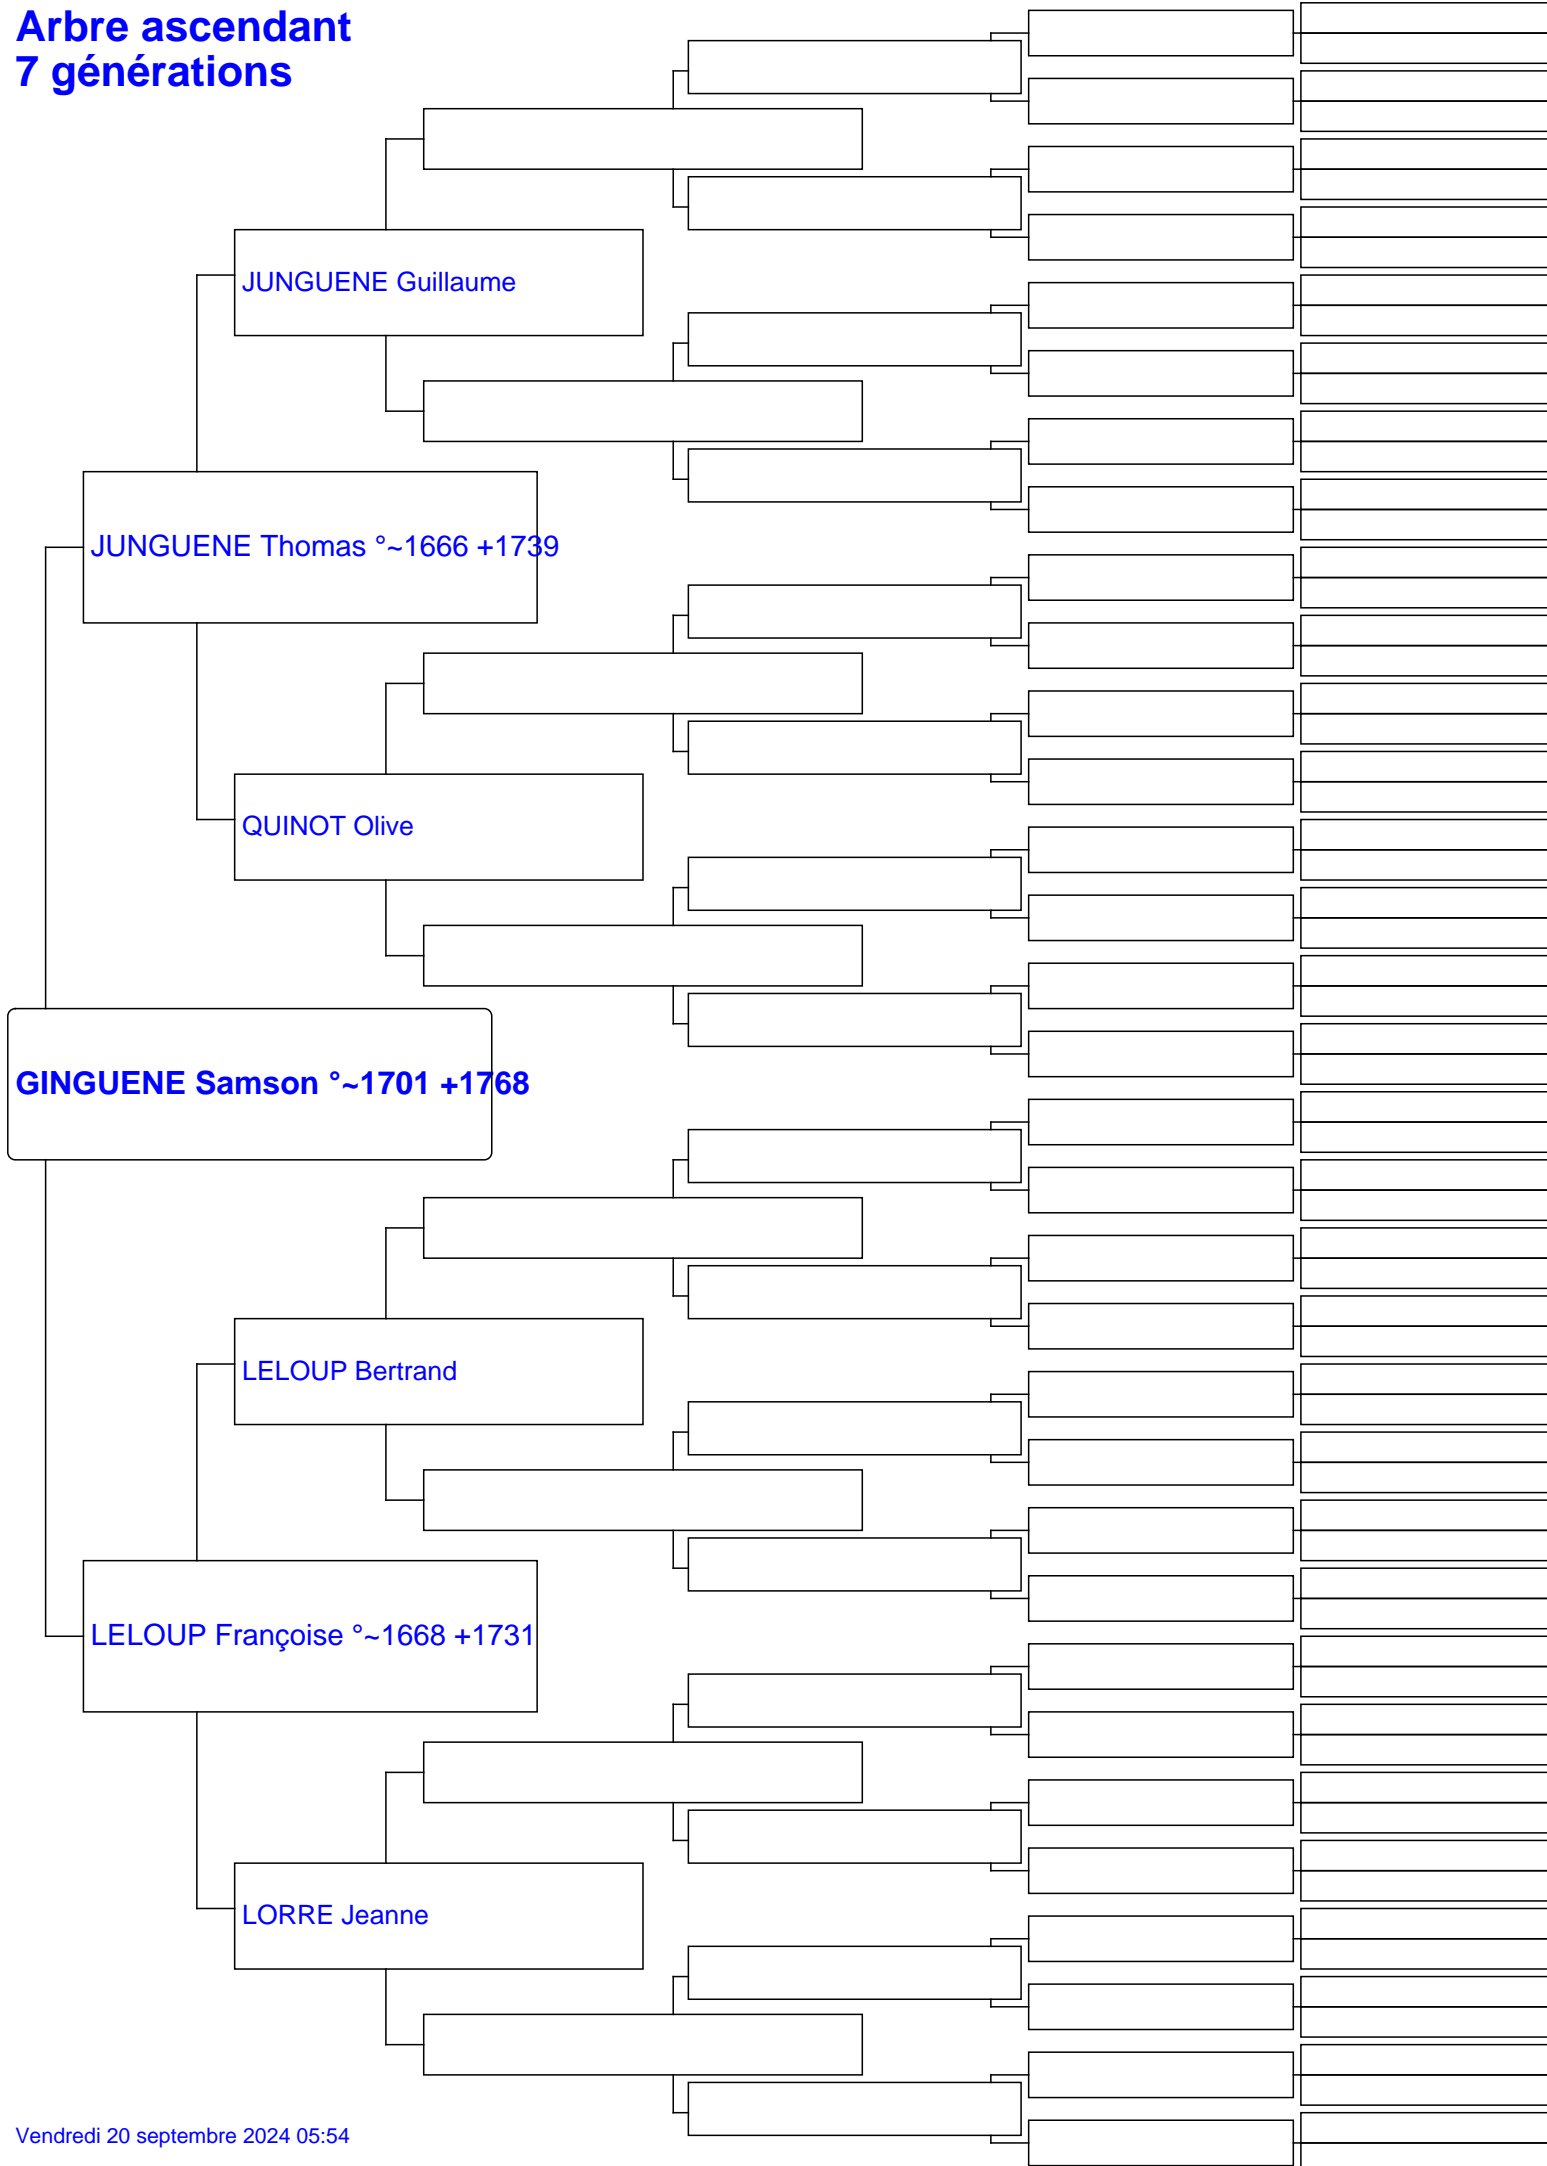 Arbre ascendant
7 générations
JUNGUENE Guillaume
JUNGUENE Thomas °~1666 +1739
QUINOT Olive
GINGUENE Samson °~1701 +1768
LELOUP Bertrand
LELOUP Françoise °~1668 +1731
LORRE Jeanne
Vendredi 20 septembre 2024 05:54